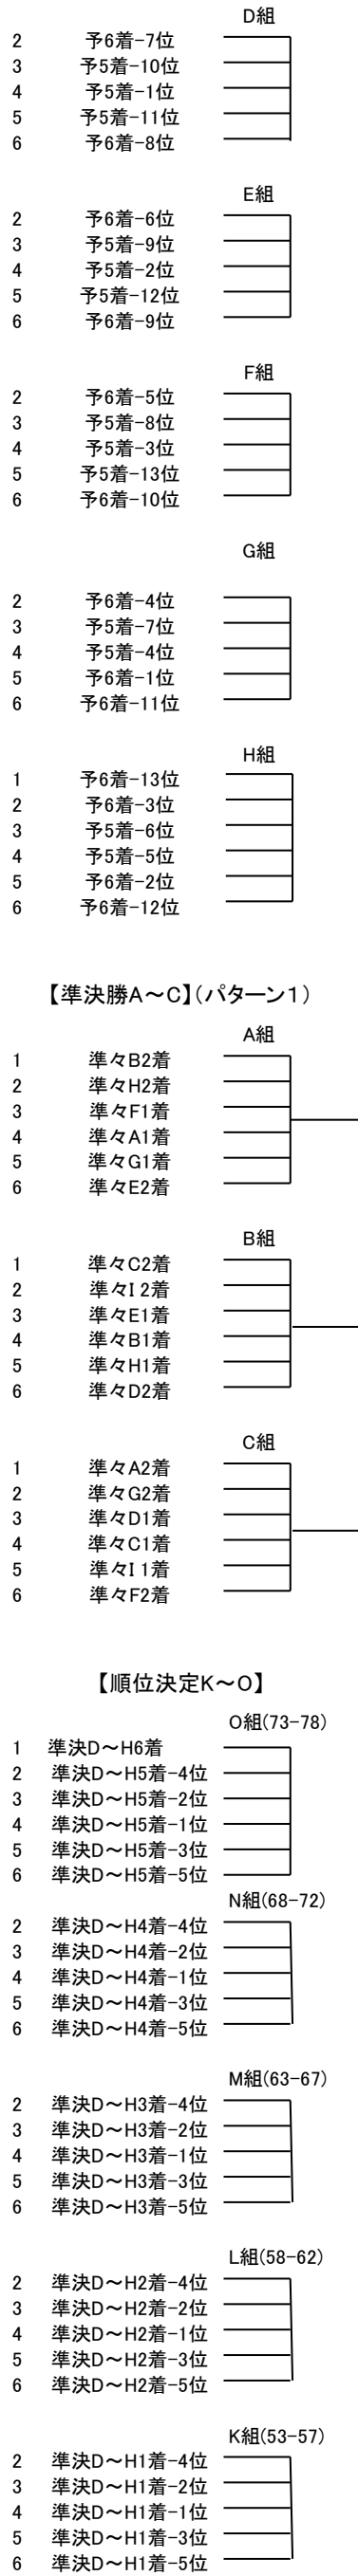 D組
2 予6着-7位
3 予5着-10位
4 予5着-1位
5 予5着-11位
6 予6着-8位
E組
2 予6着-6位
3 予5着-9位
4 予5着-2位
5 予5着-12位
6 予6着-9位
F組
2 予6着-5位
3 予5着-8位
4 予5着-3位
5 予5着-13位
6 予6着-10位
G組
2 予6着-4位
3 予5着-7位
4 予5着-4位
5 予6着-1位
6 予6着-11位
H組
1 予6着-13位
2 予6着-3位
3 予5着-6位
4 予5着-5位
5 予6着-2位
6 予6着-12位
【準決勝A～C】(パターン１)
A組
1 準々B2着
2 準々H2着
3 準々F1着
4 準々A1着
5 準々G1着
6 準々E2着
B組
1 準々C2着
2 準々I 2着
3 準々E1着
4 準々B1着
5 準々H1着
6 準々D2着
C組
1 準々A2着
2 準々G2着
3 準々D1着
4 準々C1着
5 準々I 1着
6 準々F2着
【順位決定K～O】
O組(73-78)
1 準決D～H6着
2 準決D～H5着-4位
3 準決D～H5着-2位
4 準決D～H5着-1位
5 準決D～H5着-3位
6 準決D～H5着-5位
N組(68-72)
2 準決D～H4着-4位
3 準決D～H4着-2位
4 準決D～H4着-1位
5 準決D～H4着-3位
6 準決D～H4着-5位
M組(63-67)
2 準決D～H3着-4位
3 準決D～H3着-2位
4 準決D～H3着-1位
5 準決D～H3着-3位
6 準決D～H3着-5位
L組(58-62)
2 準決D～H2着-4位
3 準決D～H2着-2位
4 準決D～H2着-1位
5 準決D～H2着-3位
6 準決D～H2着-5位
K組(53-57)
2 準決D～H1着-4位
3 準決D～H1着-2位
4 準決D～H1着-1位
5 準決D～H1着-3位
6 準決D～H1着-5位